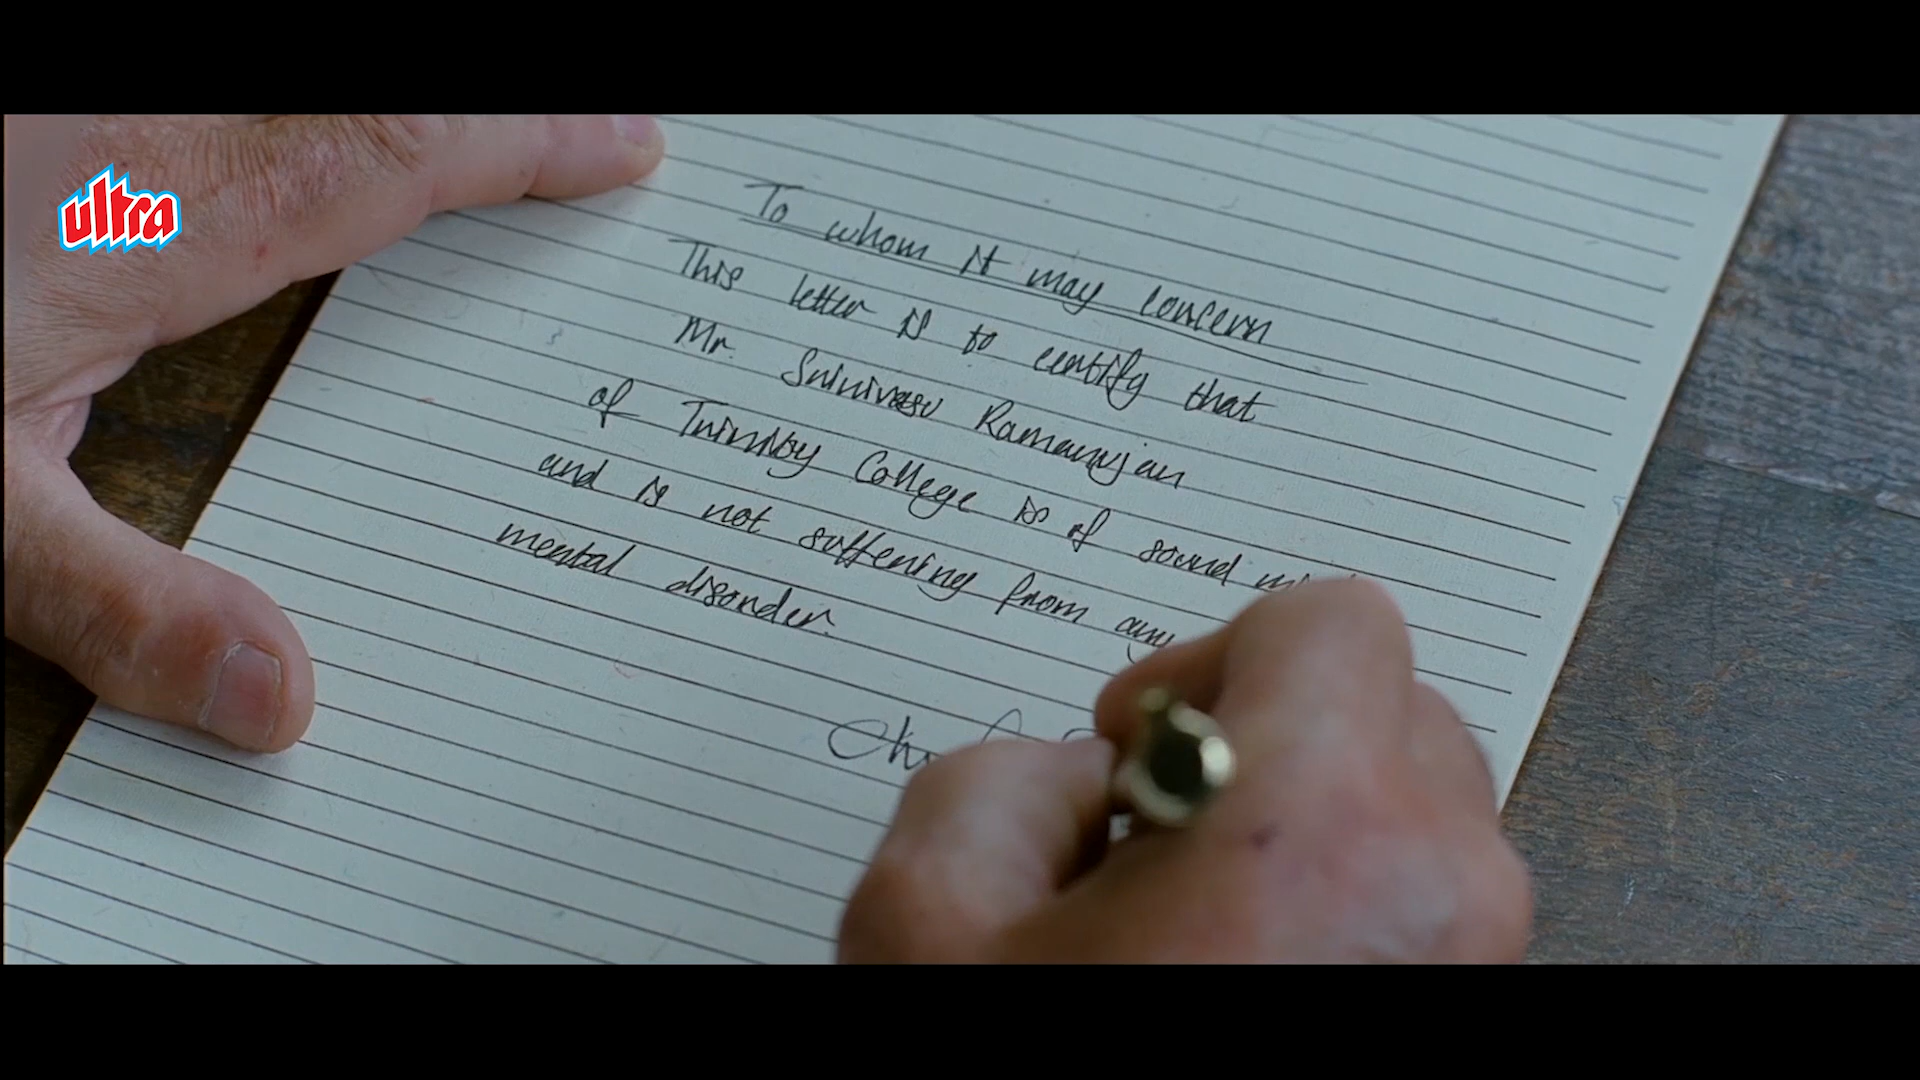 ultra
To whom it may concern
This letter is to certify that
Mr. Srinivasa Ramanujan
of Trinity College is of sound
and is not suffering from any
mental disorder.